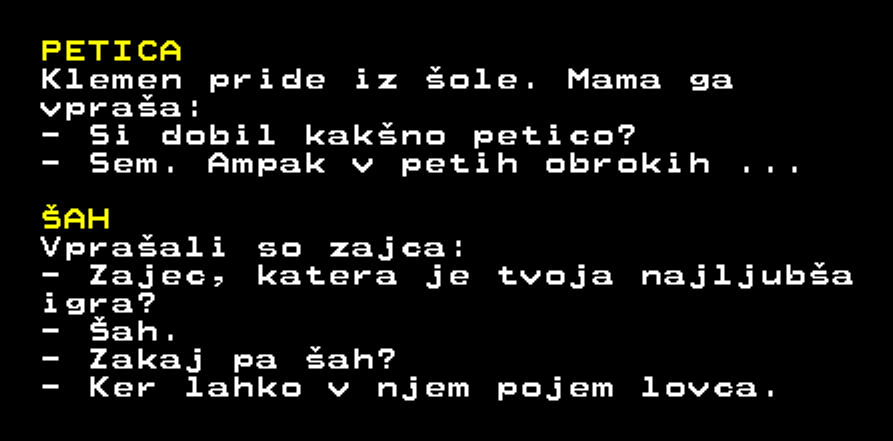 PETICA
Klemen pride iz šole. Mama ga
vpraša:
- Si dobil kakšno petico?
- Sem. Ampak v petih obrokih ...
ŠAH
Vprašali so zajca:
- Zajec, katera je tvoja najljubša
igra?
- Šah.
- Zakaj pa šah?
- Ker lahko v njem pojem lovca.